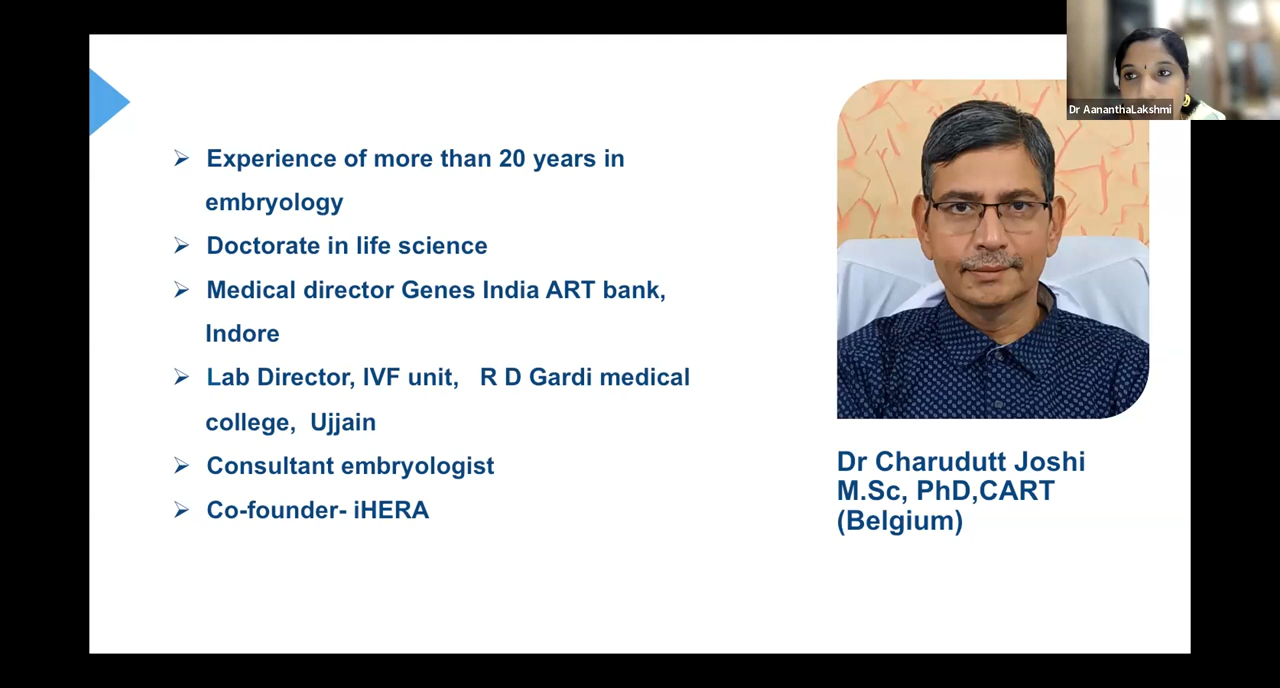 Dr AananthaLakshmi
➢ Experience of more than 20 years in
embryology
➢ Doctorate in life science
➢ Medical director Genes India ART bank,
Indore
➢ Lab Director, IVF unit, R D Gardi medical
college, Ujjain
➢ Consultant embryologist
➢ Co-founder- iHERA
Dr Charudutt Joshi
M.Sc, PhD,CART
(Belgium)